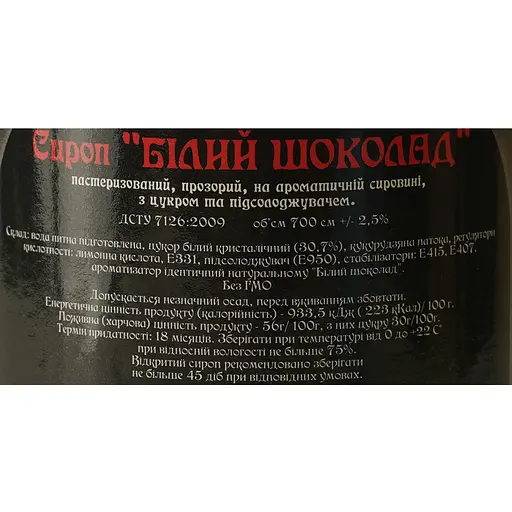 Сироп "БІЛИЙ ШОКОЛАД"
пастеризований, прозорий, на ароматичній сировині,
з цукром та підсолоджувачем.
ДСТУ 7126:2009 об'єм 700 см +/- 2,5%
Склад: вода питна підготовлена, цукор білий кристалічний (30,7%), кукурудзяна патока, регулятори
кислотності: лимонна кислота, Е331, підсолоджувач (Е950), стабілізатори: Е415, Е407,
ароматизатор ідентичний натуральному "Білий шоколад".
Без ГМО
Допускається незначний осад, перед вживанням збовтати.
Енергетична цінність продукту (калорійність) - 933,5 кДж ( 223 кКал)/ 100 г.
Поживна (харчова) цінність продукту - 56г/ 100г, з них цукру 30г/100г.
Термін придатності: 18 місяців. Зберігати при температурі від 0 до +22 С
при відносній вологості не більше 75%.
Відкритий сироп рекомендовано зберігати
не більше 45 діб при відповідних умовах.